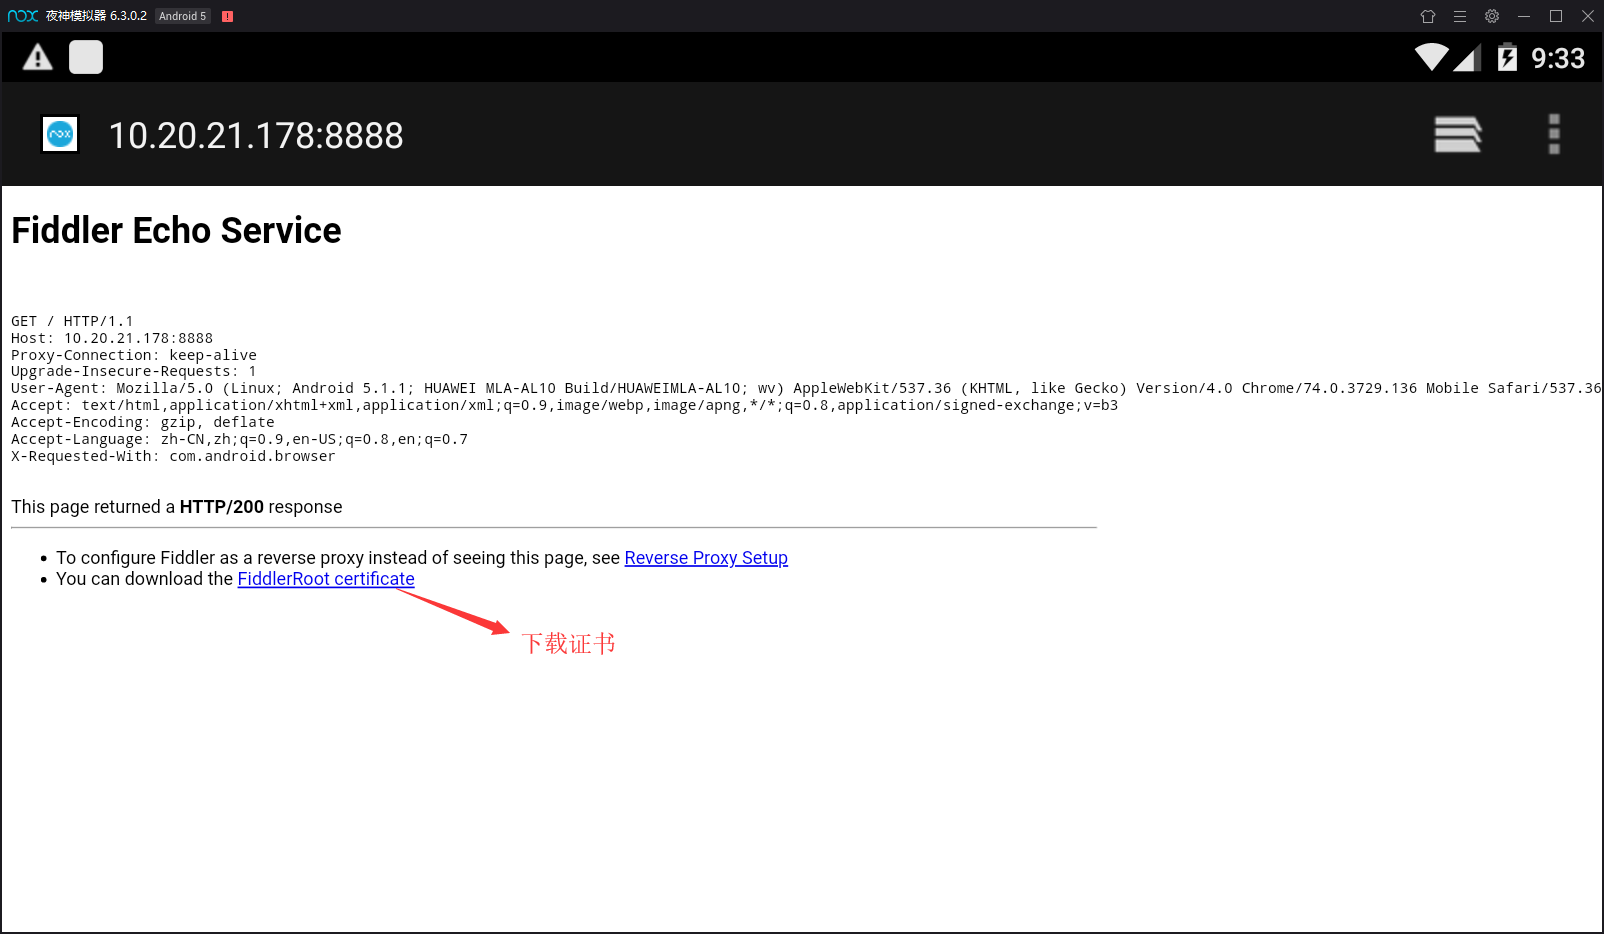 nox 夜神模拟器 6.3.0.2 Android 5
9:33
nox 10.20.21.178:8888
Fiddler Echo Service
GET / HTTP/1.1
Host: 10.20.21.178:8888
Proxy-Connection: keep-alive
Upgrade-Insecure-Requests: 1
User-Agent: Mozilla/5.0 (Linux; Android 5.1.1; HUAWEI MLA-AL10 Build/HUAWEIMLA-AL10; wv) AppleWebKit/537.36 (KHTML, like Gecko) Version/4.0 Chrome/74.0.3729.136 Mobile Safari/537.36
Accept: text/html,application/xhtml+xml,application/xml;q=0.9,image/webp,image/apng,*/*;q=0.8,application/signed-exchange;v=b3
Accept-Encoding: gzip, deflate
Accept-Language: zh-CN,zh;q=0.9,en-US;q=0.8,en;q=0.7
X-Requested-With: com.android.browser
This page returned a HTTP/200 response
• To configure Fiddler as a reverse proxy instead of seeing this page, see Reverse Proxy Setup
• You can download the FiddlerRoot certificate
下载证书